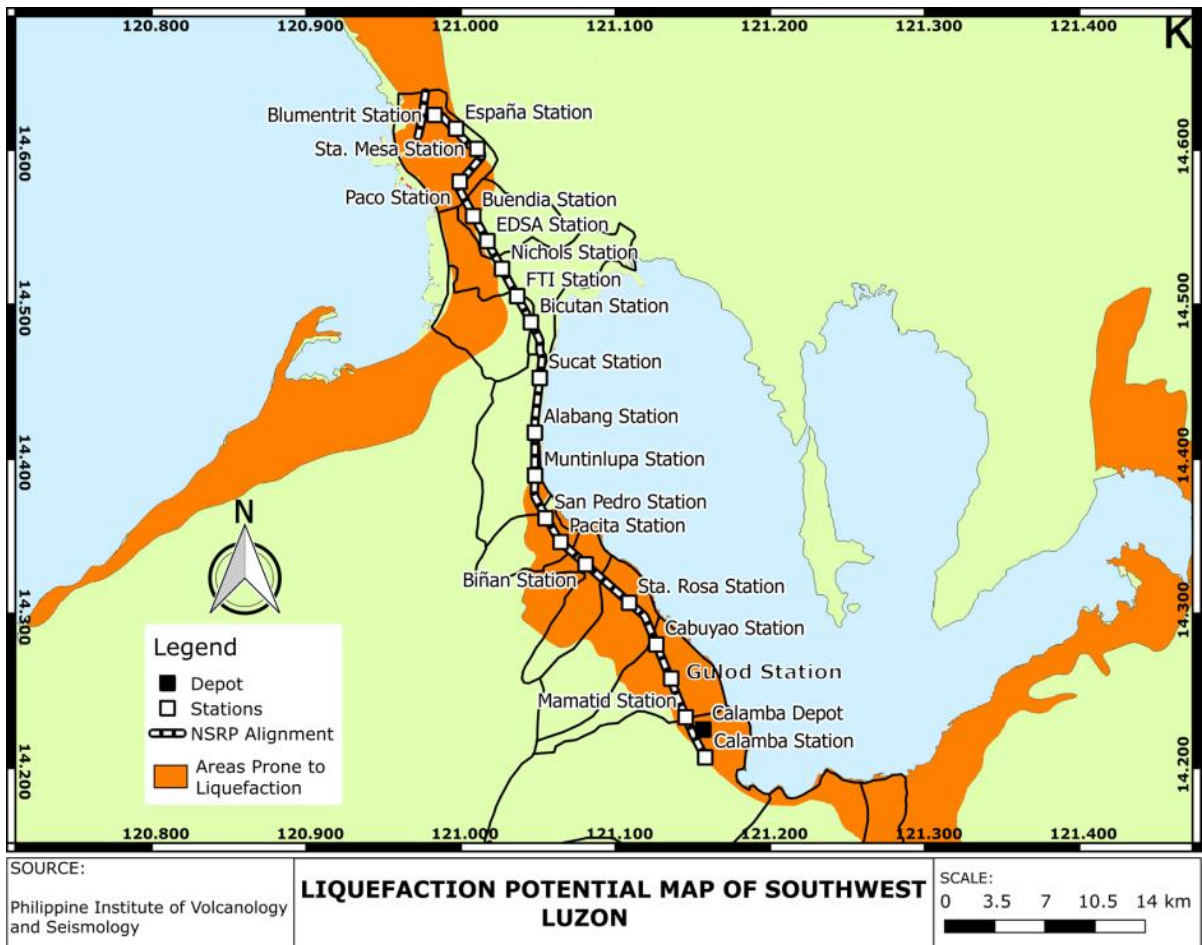 120.800 120.900 121.000 121.100 121.200 121.300 121.400
K
14.600 14.600
14.500 14.500
14.400 14.400
14.300 14.300
14.200 14.200
Blumentrit Station
España Station
Sta. Mesa Station
Paco Station
Buendia Station
EDSA Station
Nichols Station
FTI Station
Bicutan Station
Sucat Station
Alabang Station
Muntinlupa Station
San Pedro Station
Pacita Station
Biñan Station
Sta. Rosa Station
Cabuyao Station
Gulod Station
Mamatid Station
Calamba Depot
Calamba Station
N
Legend
Depot
Stations
NSRP Alignment
Areas Prone to
Liquefaction
120.800 120.900 121.000 121.100 121.200 121.300 121.400
SOURCE:
Philippine Institute of Volcanology
and Seismology
LIQUEFACTION POTENTIAL MAP OF SOUTHWEST
LUZON
SCALE:
0 3.5 7 10.5 14 km